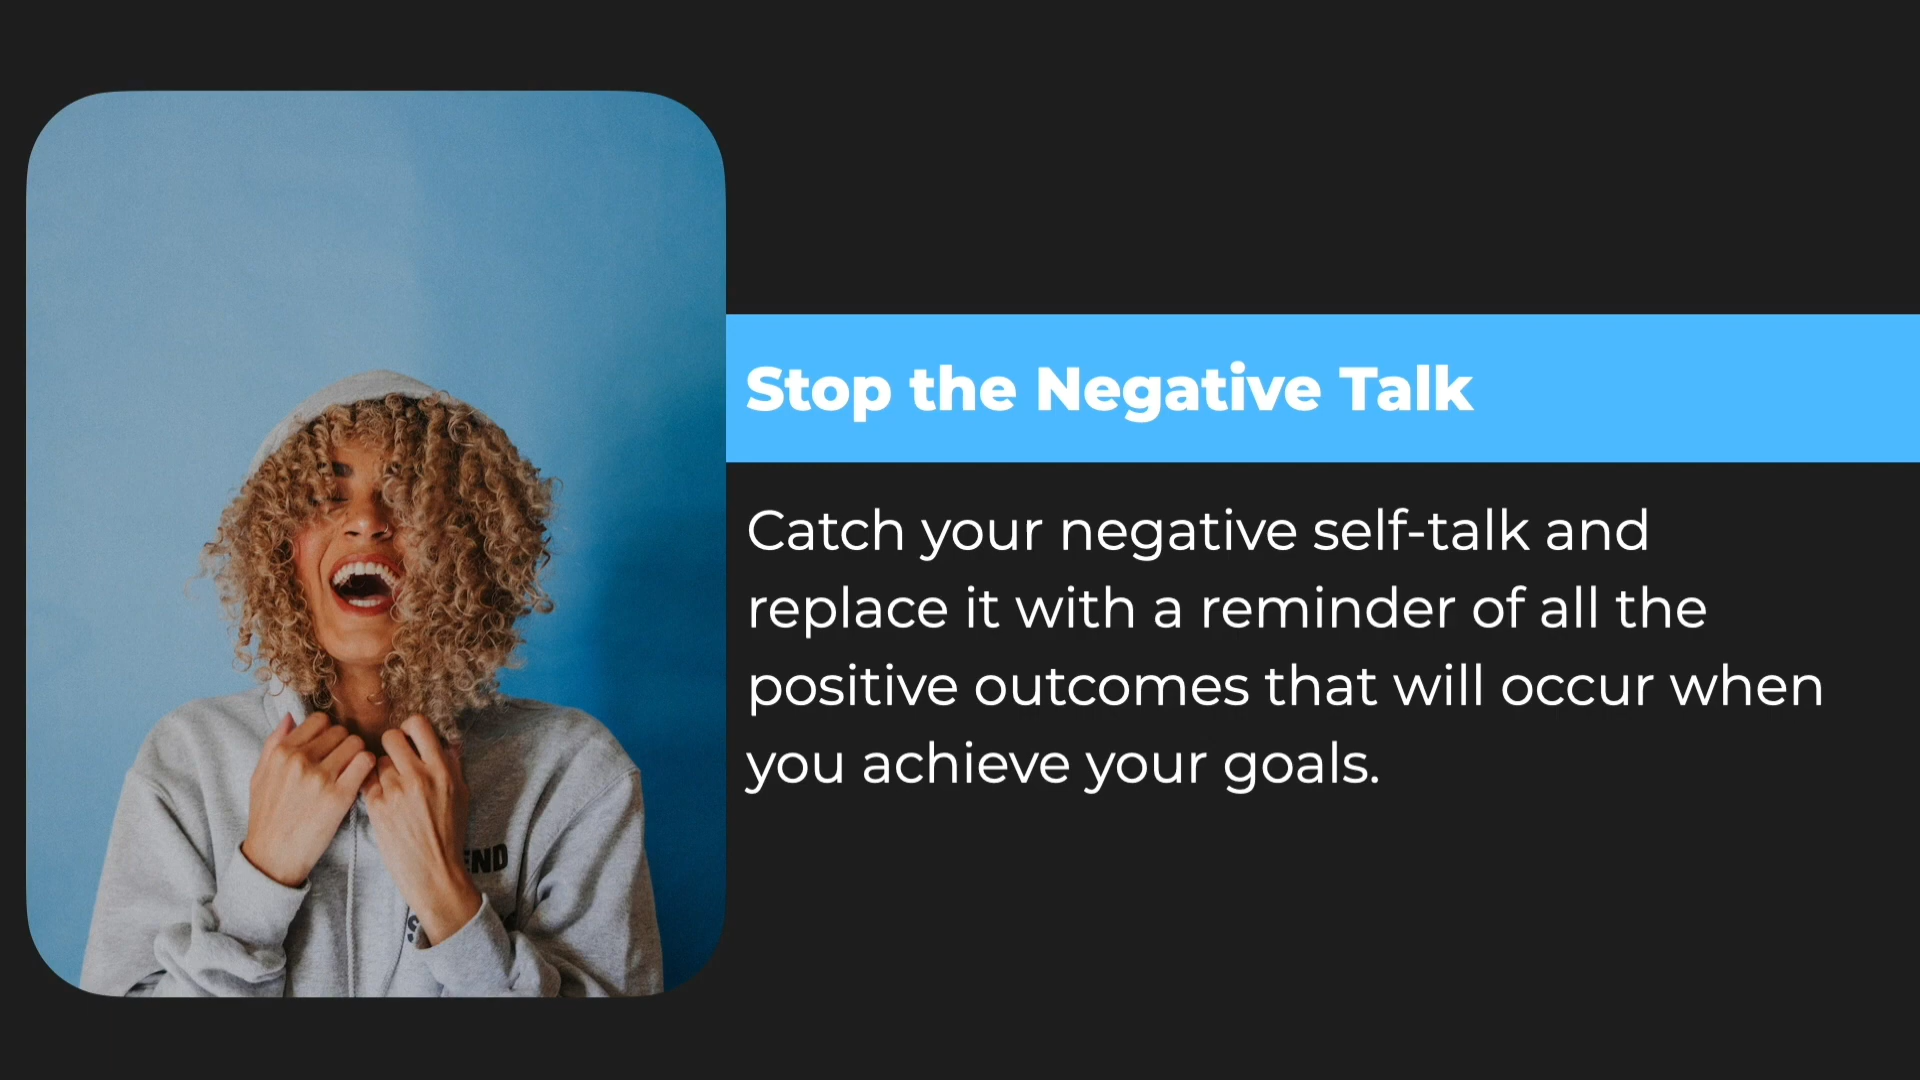 Stop the Negative Talk
Catch your negative self-talk and
replace it with a reminder of all the
positive outcomes that will occur when
you achieve your goals.
END